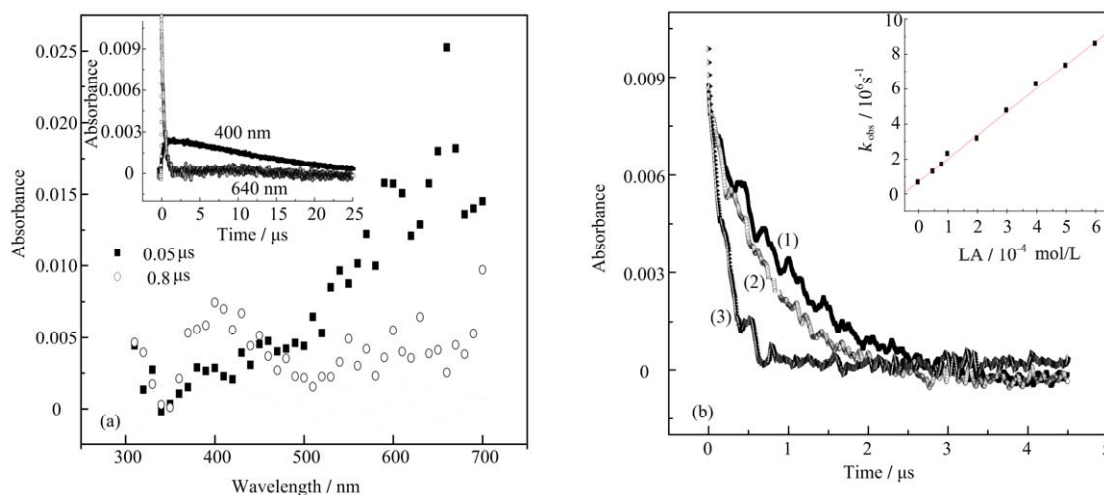 0.025
0.020
0.015
0.010
0.005
0
Absorbance
300 400 500 600 700
Wavelength / nm
(a)
■ 0.05 μs
○ 0.8 μs
0.009
0.006
0.003
0
Absorbance
400 nm
640 nm
0 5 10 15 20 25
Time / μs
0.009
0.006
0.003
0
Absorbance
(1)
(2)
(3)
(b)
0 1 2 3 4 5
Time / μs
10
8
6
4
2
0
k obs / 10⁶s⁻¹
0 1 2 3 4 5 6
LA / 10⁻⁴ mol/L